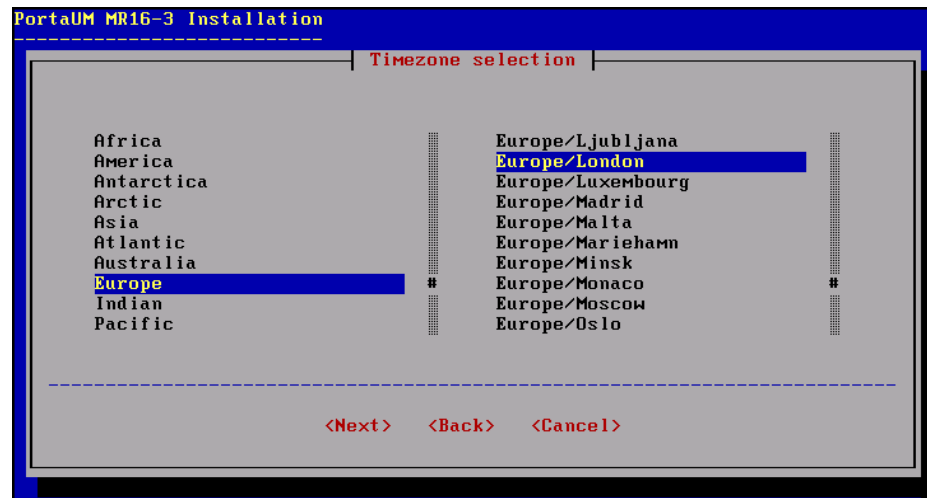 PortaUM MR16-3 Installation
---------------------------
Timezone selection
Africa
America
Antarctica
Arctic
Asia
Atlantic
Australia
Europe #
Indian
Pacific
Europe/Ljubljana
Europe/London
Europe/Luxembourg
Europe/Madrid
Europe/Malta
Europe/Mariehamn
Europe/Minsk
Europe/Monaco #
Europe/Moscow
Europe/Oslo
<Next> <Back> <Cancel>